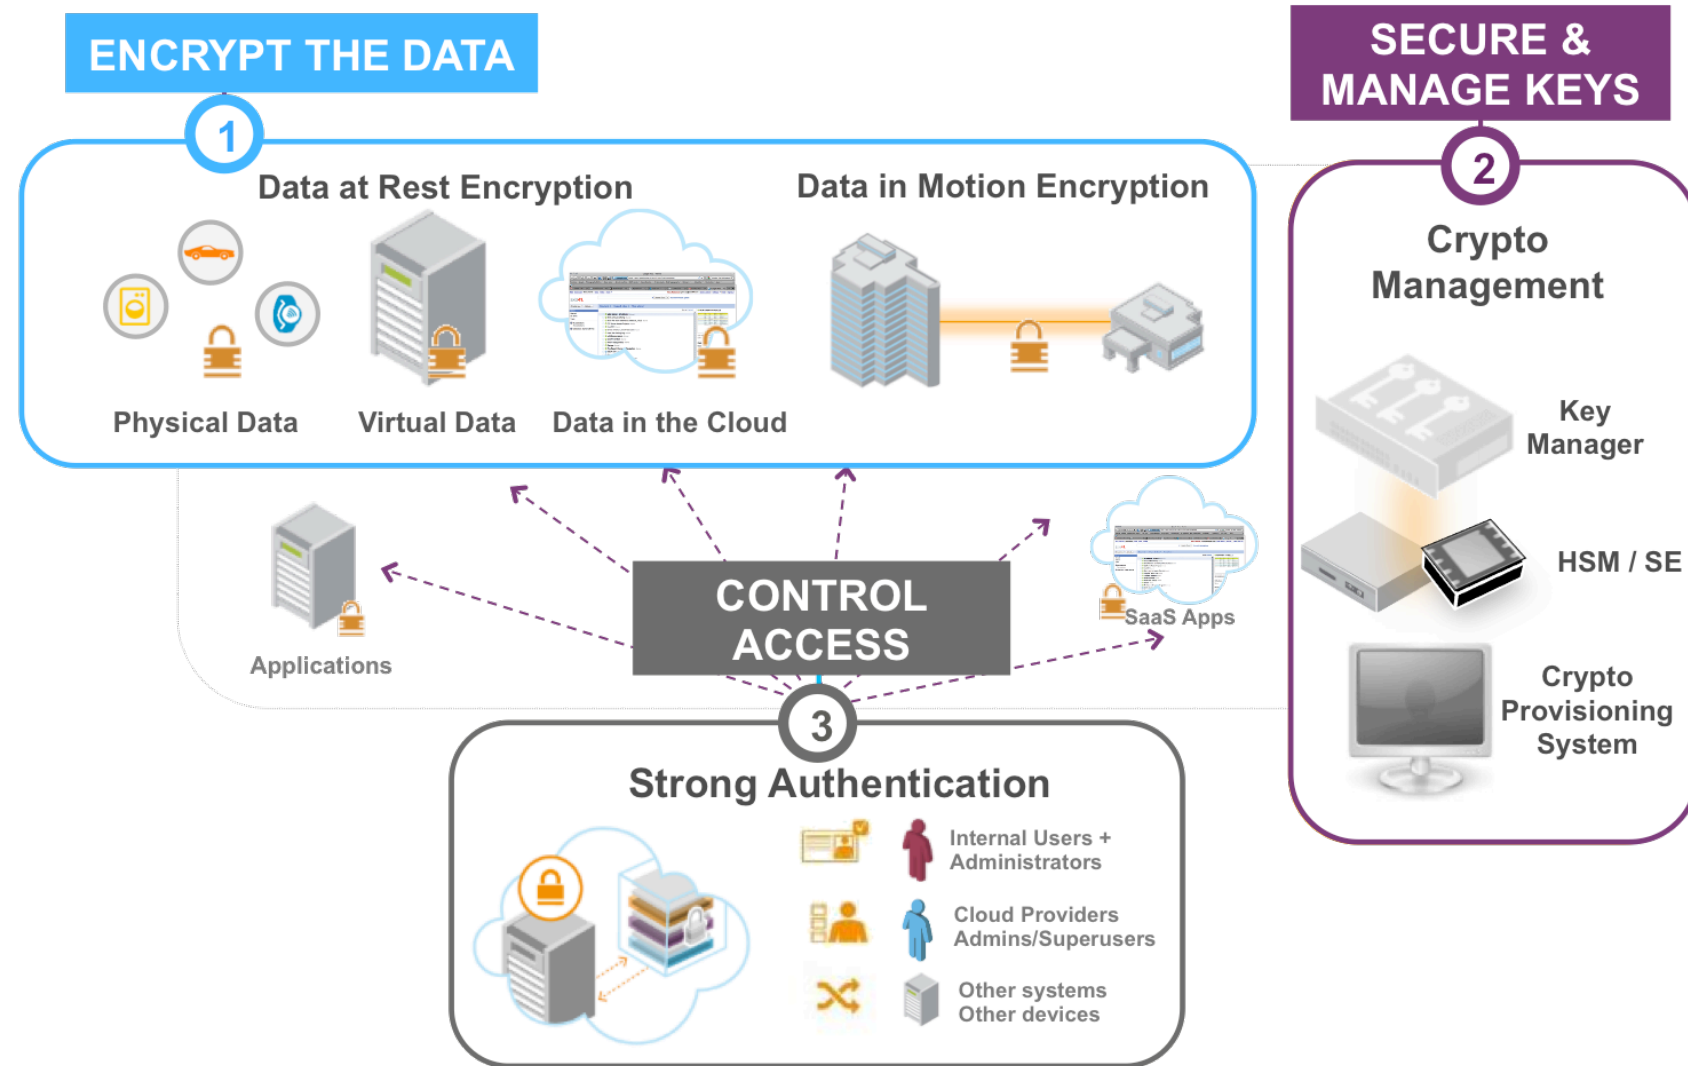 ENCRYPT THE DATA
1
Data at Rest Encryption
Data in Motion Encryption
Physical Data
Virtual Data
Data in the Cloud
SECURE &
MANAGE KEYS
2
Crypto
Management
Key
Manager
HSM / SE
Crypto
Provisioning
System
Applications
SaaS Apps
CONTROL
ACCESS
3
Strong Authentication
Internal Users +
Administrators
Cloud Providers
Admins/Superusers
Other systems
Other devices